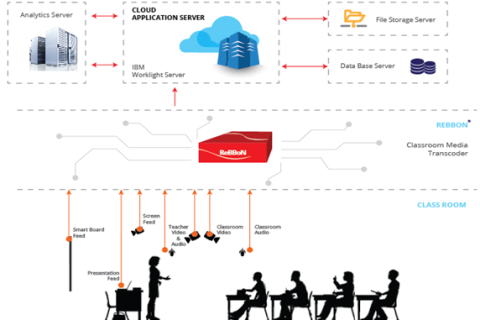 Analytics Server
CLOUD
APPLICATION SERVER
IBM
Worklight Server
File Storage Server
Data Base Server
REBBON*
Classroom Media
Transcoder
ReBBoN
CLASS ROOM
Smart Board
Feed
Presentation
Feed
Screen
Feed
Teacher
Video
&
Audio
Classroom
Video
Classroom
Audio